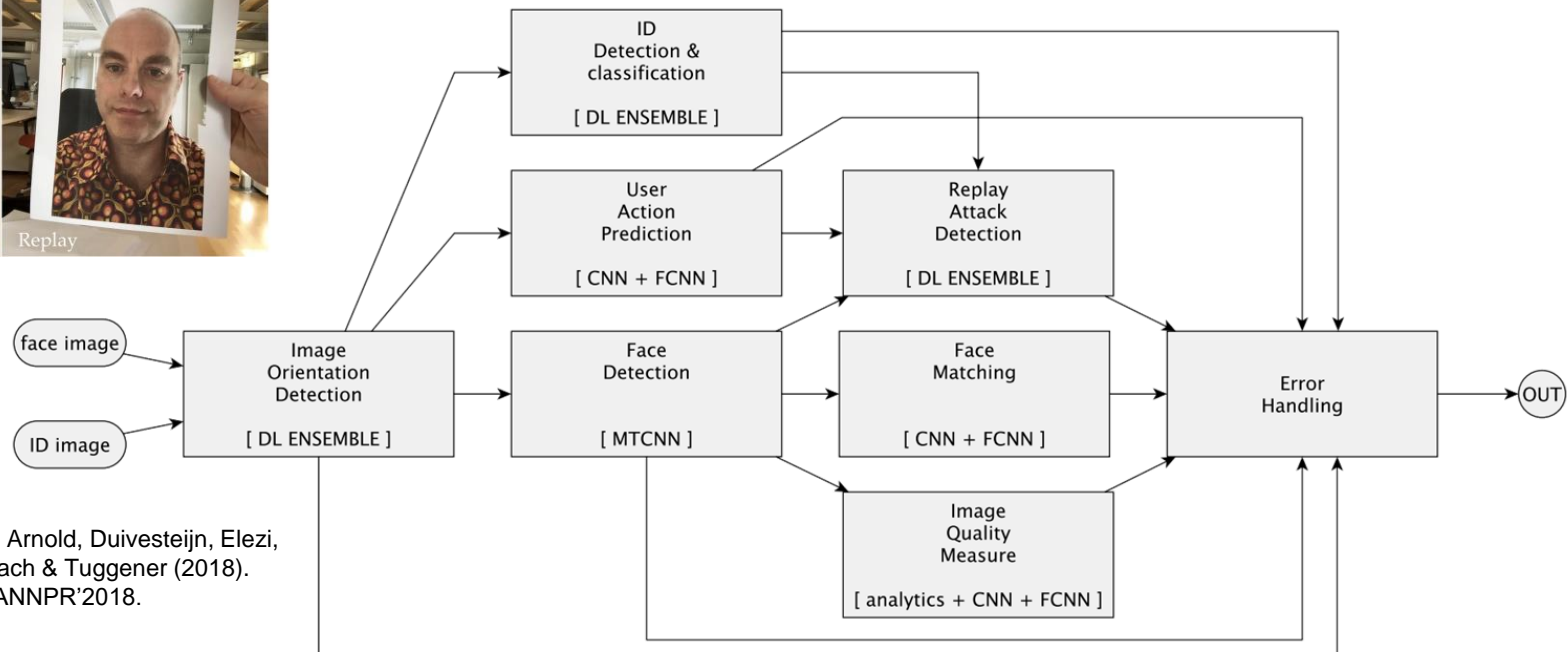 Replay
face image
ID image
Image
Orientation
Detection
[ DL ENSEMBLE ]
ID
Detection &
classification
[ DL ENSEMBLE ]
User
Action
Prediction
[ CNN + FCNN ]
Face
Detection
[ MTCNN ]
Replay
Attack
Detection
[ DL ENSEMBLE ]
Face
Matching
[ CNN + FCNN ]
Image
Quality
Measure
[ analytics + CNN + FCNN ]
Error
Handling
OUT
Arnold, Duivesteijn, Elezi,
& Tuggener (2018).
ANNPR’2018.